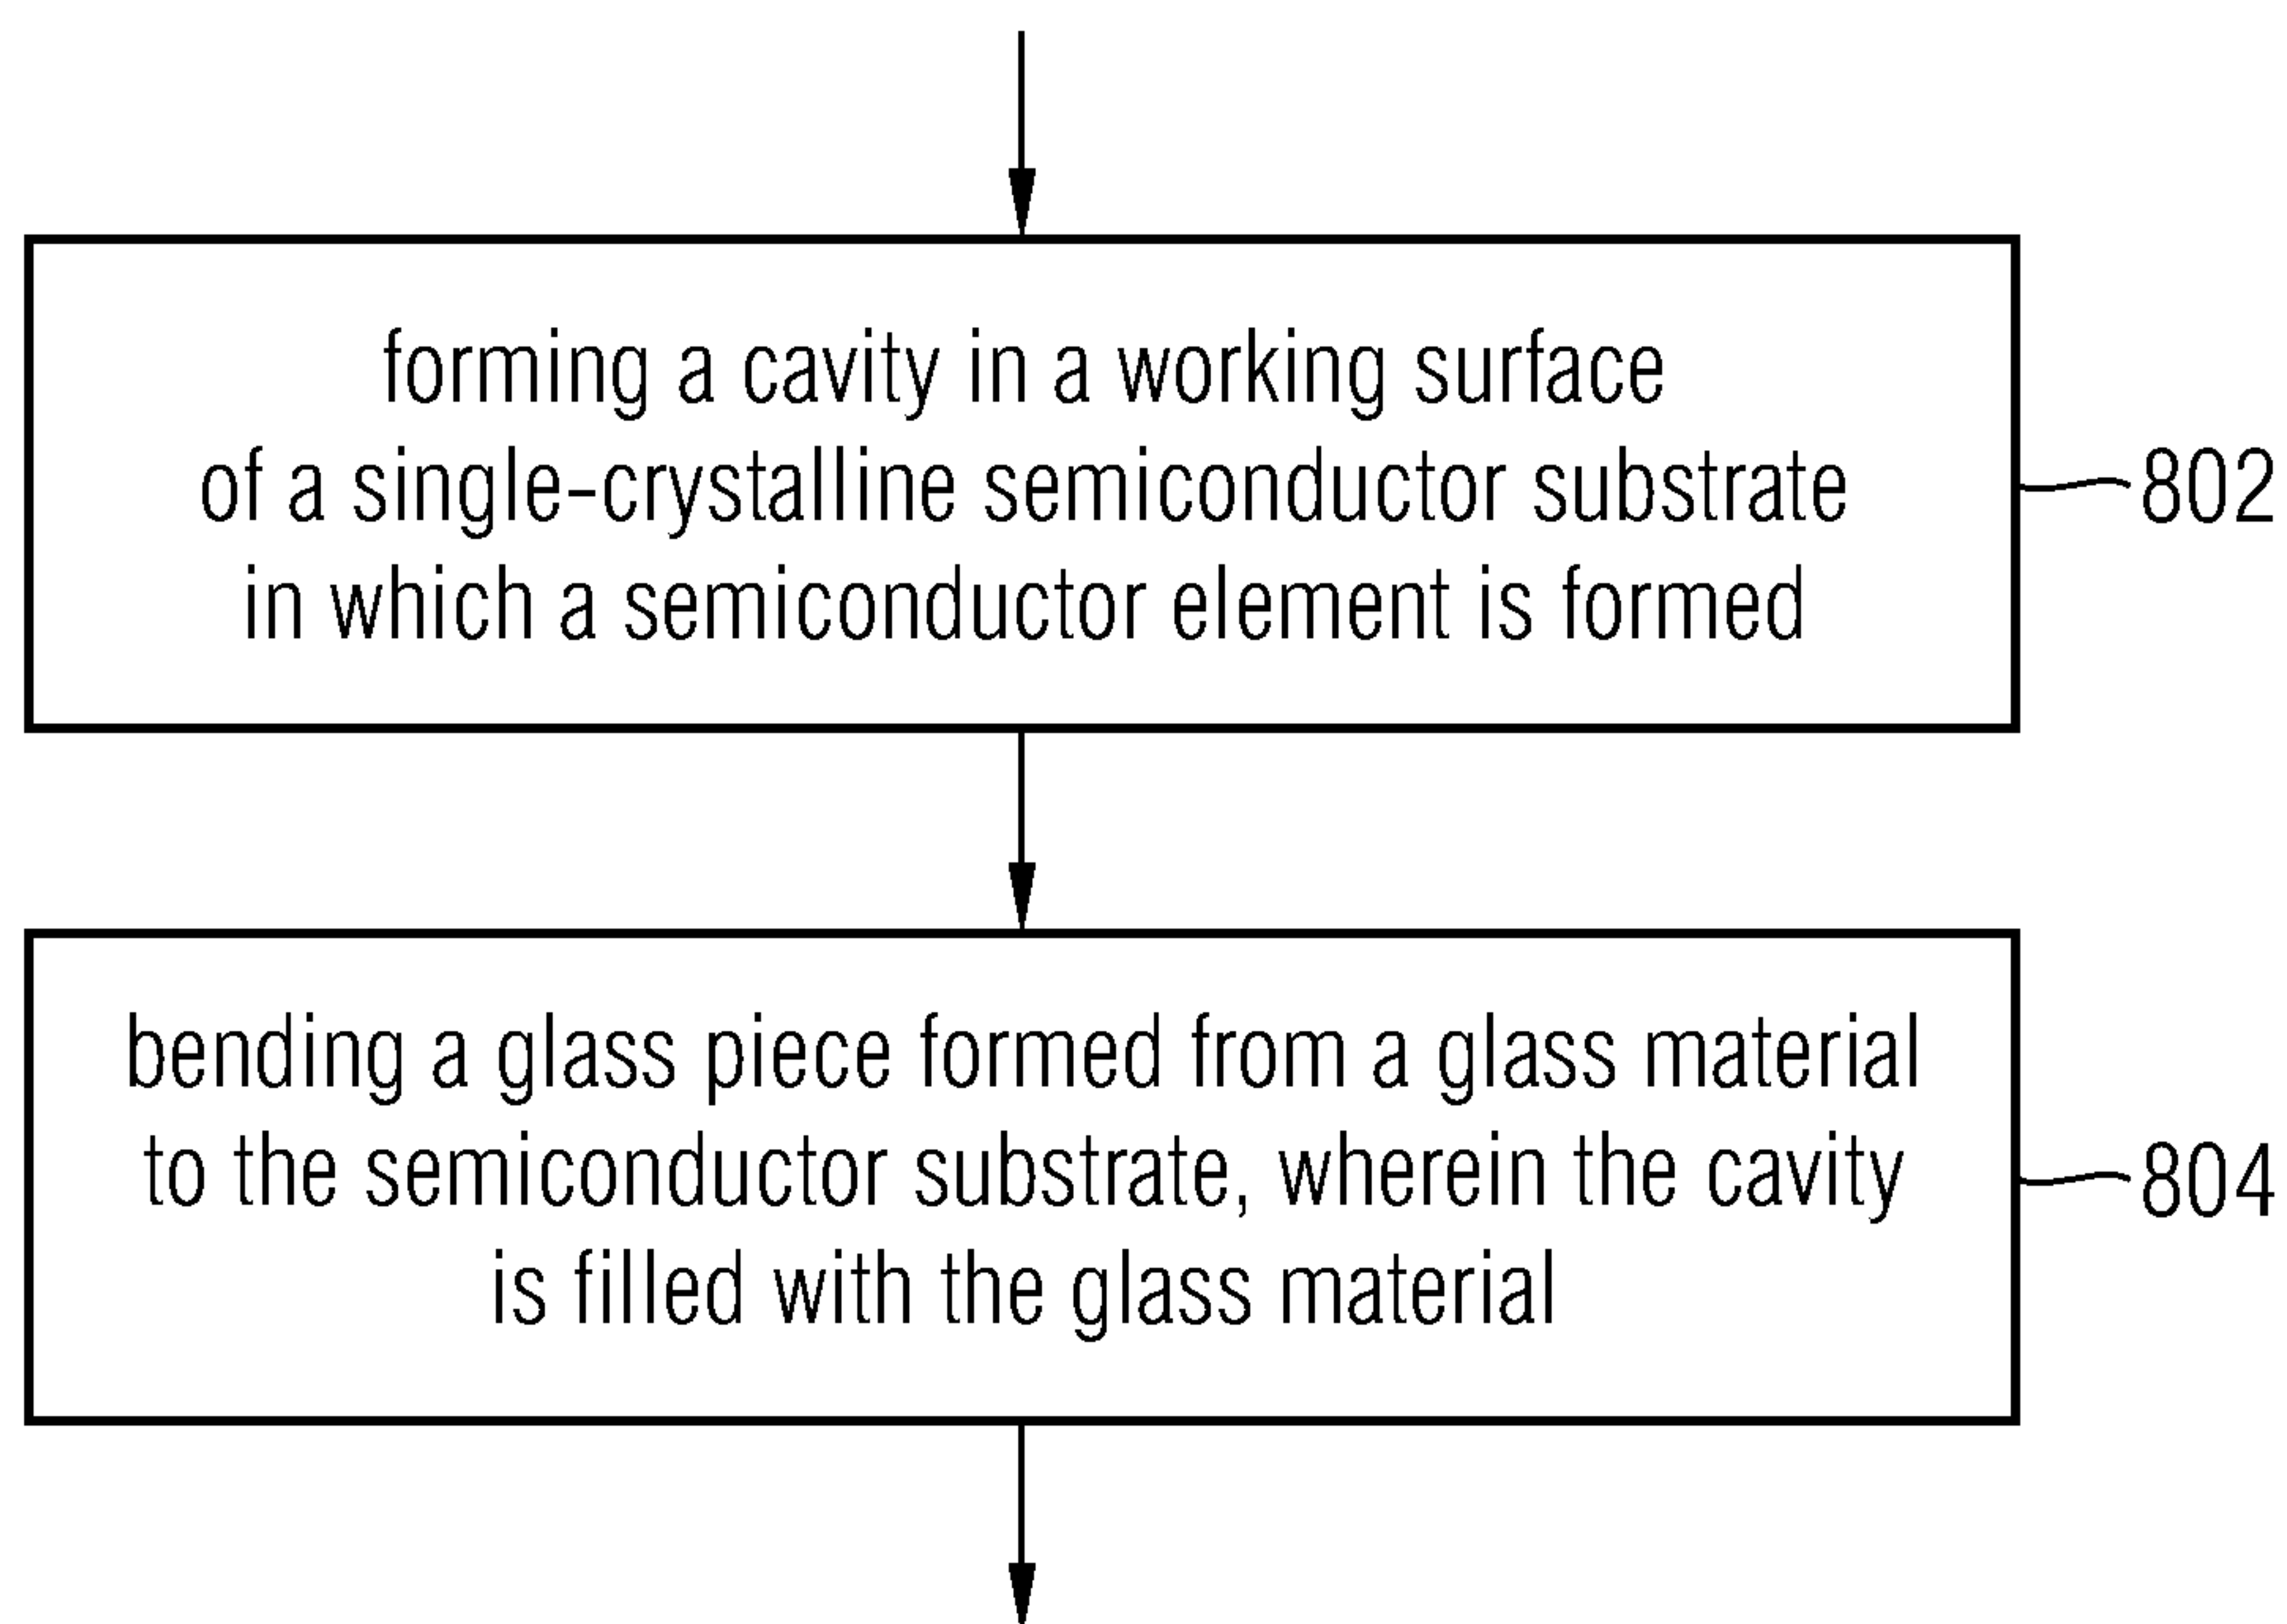 forming a cavity in a working surface
of a single-crystalline semiconductor substrate
in which a semiconductor element is formed
802
bending a glass piece formed from a glass material
to the semiconductor substrate, wherein the cavity
is filled with the glass material
804